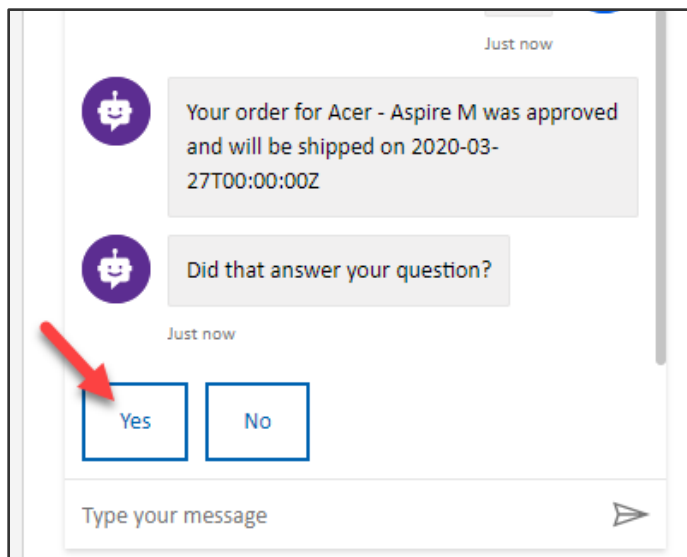 Just now
Your order for Acer - Aspire M was approved
and will be shipped on 2020-03-
27T00:00:00Z
Did that answer your question?
Just now
Yes
No
Type your message